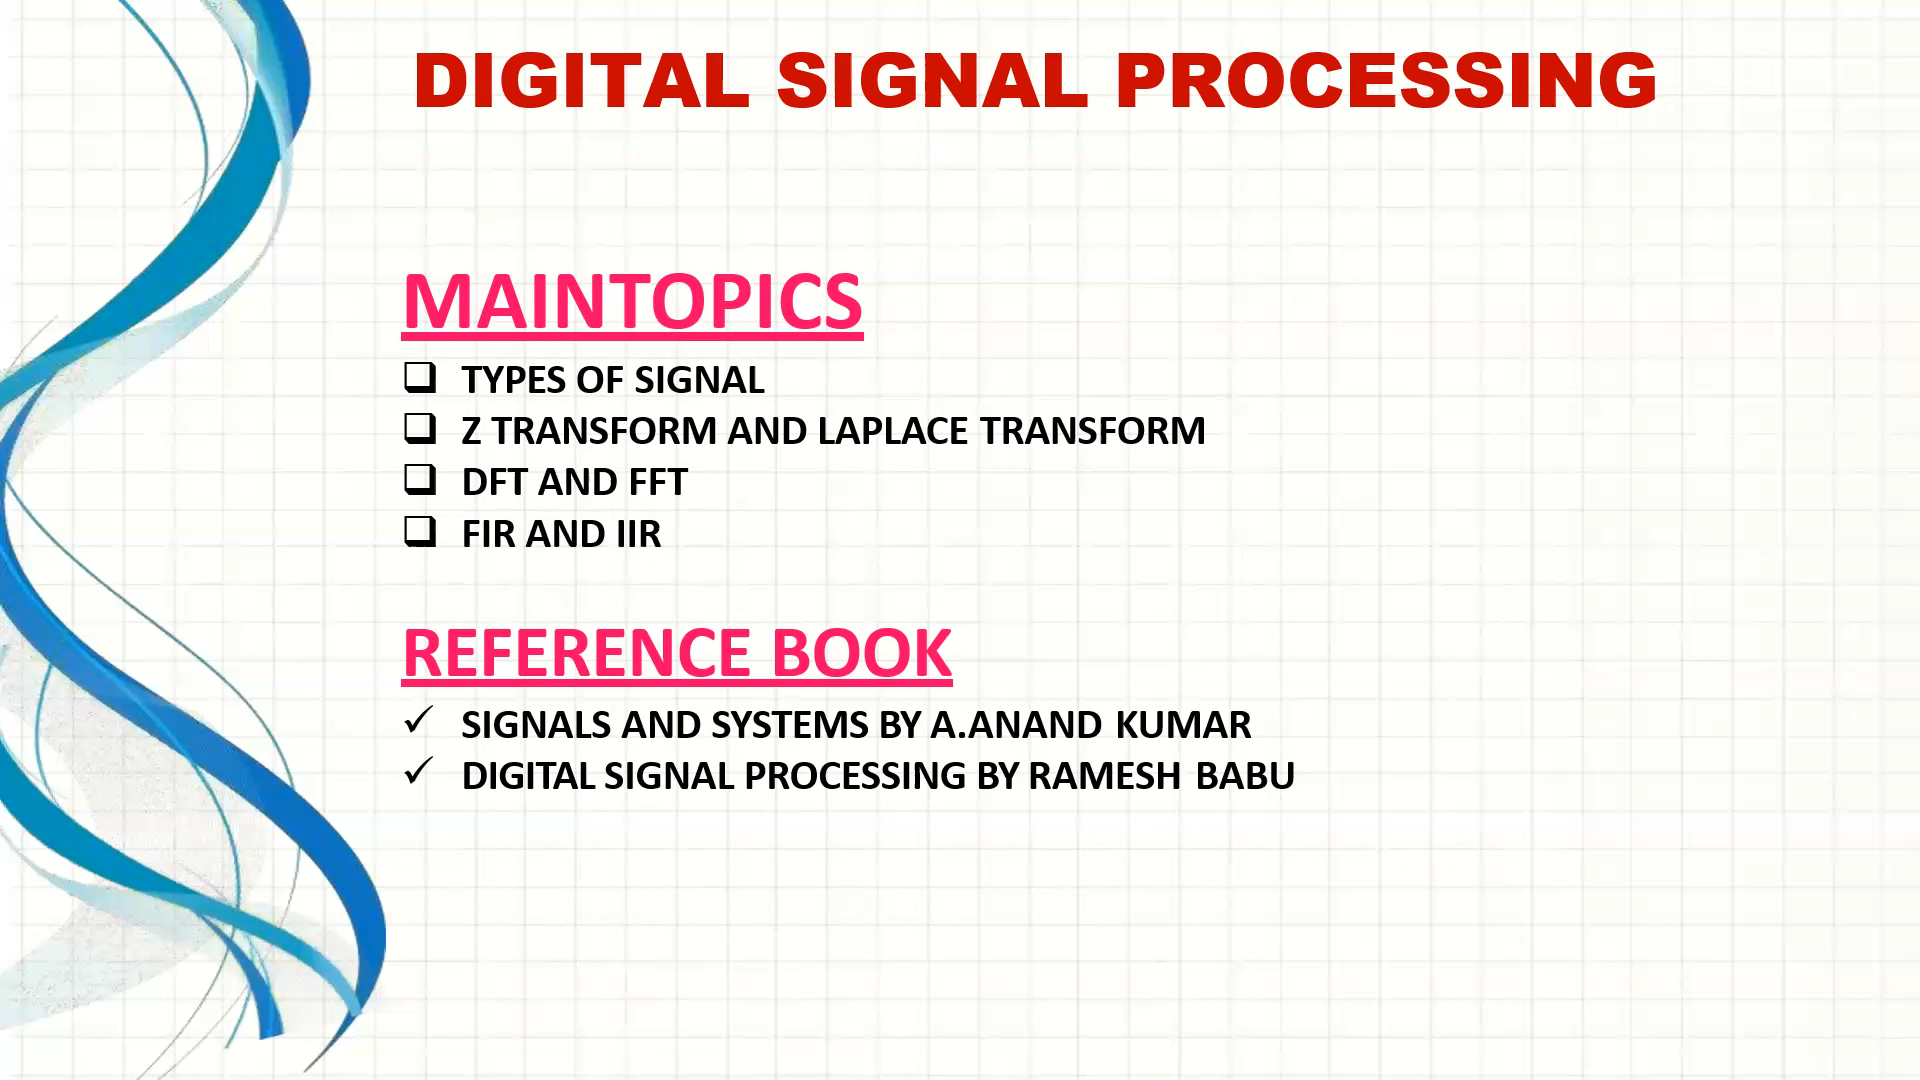 DIGITAL SIGNAL PROCESSING
MAINTOPICS
TYPES OF SIGNAL
Z TRANSFORM AND LAPLACE TRANSFORM
DFT AND FFT
FIR AND IIR
REFERENCE BOOK
SIGNALS AND SYSTEMS BY A.ANAND KUMAR
DIGITAL SIGNAL PROCESSING BY RAMESH BABU